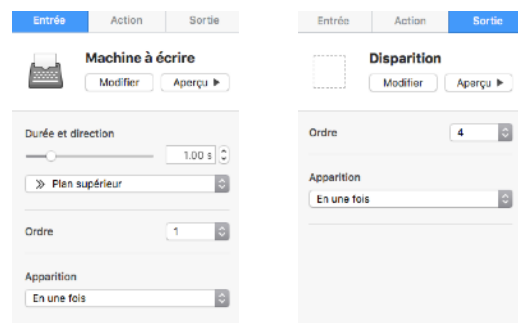 Entrée Action Sortie
Machine à écrire
Modifier Aperçu ▶
Durée et direction
1.00 s
Plan supérieur
Ordre 1
Apparition
En une fois
Entrée Action Sortie
Disparition
Modifier Aperçu ▶
Ordre 4
Apparition
En une fois